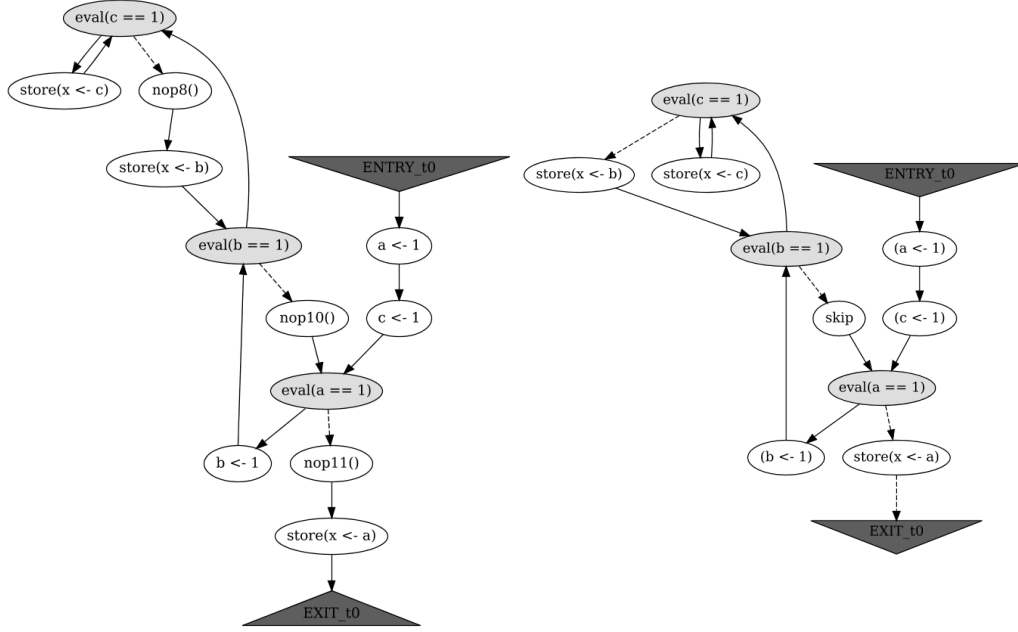 eval(c == 1)
store(x <- c)
nop8()
store(x <- b)
ENTRY_t0
eval(b == 1)
a <- 1
nop10()
c <- 1
eval(a == 1)
b <- 1
nop11()
store(x <- a)
EXIT_t0
eval(c == 1)
store(x <- b)
store(x <- c)
ENTRY_t0
eval(b == 1)
(a <- 1)
skip
(c <- 1)
eval(a == 1)
(b <- 1)
store(x <- a)
EXIT_t0